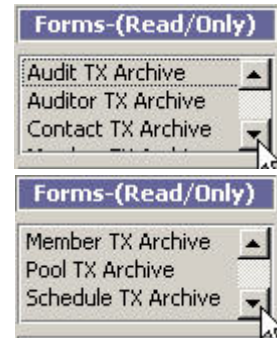 Forms-(Read/Only)
Audit TX Archive
Auditor TX Archive
Contact TX Archive
Forms-(Read/Only)
Member TX Archive
Pool TX Archive
Schedule TX Archive